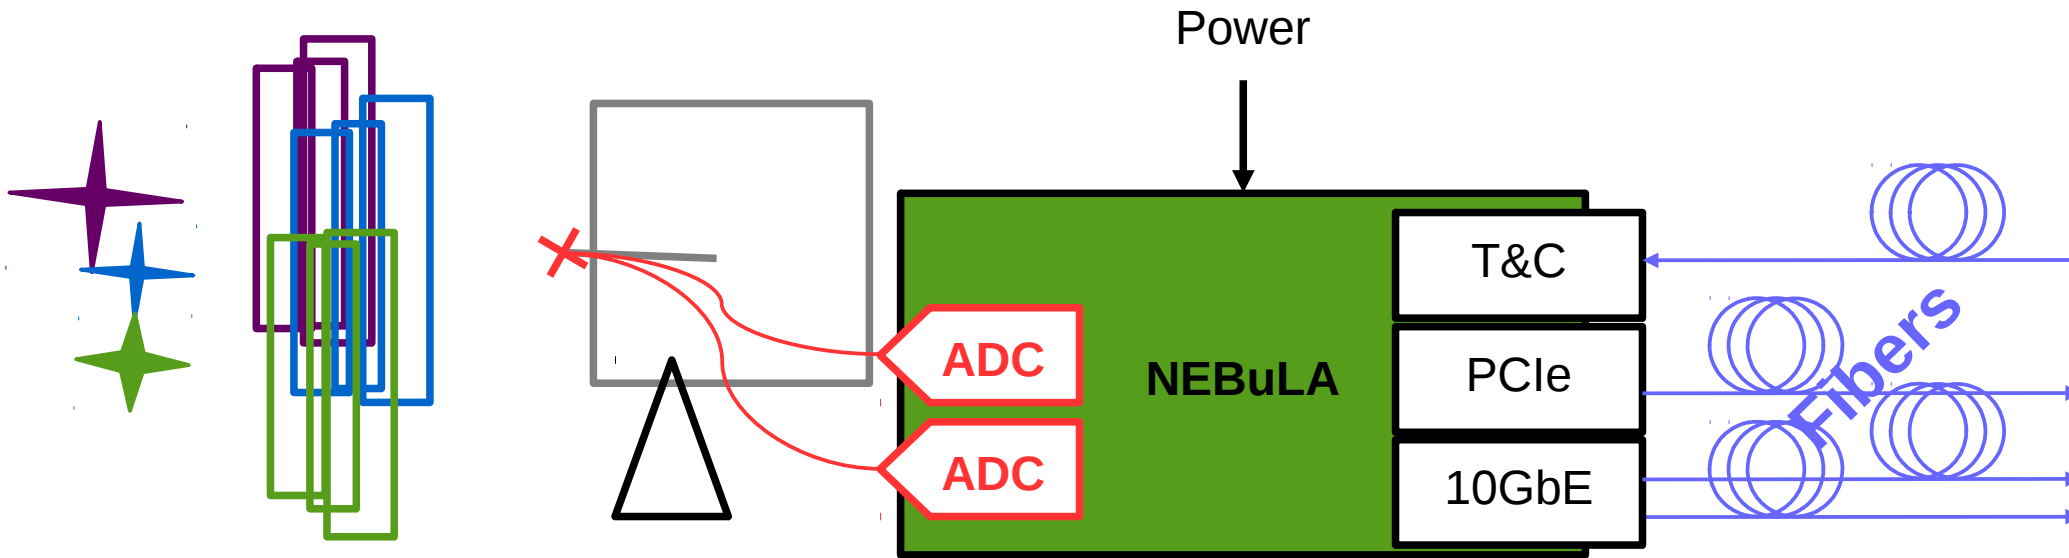 Power
T&C
ADC
NEBuLA
PCIe
Fibers
ADC
10GbE